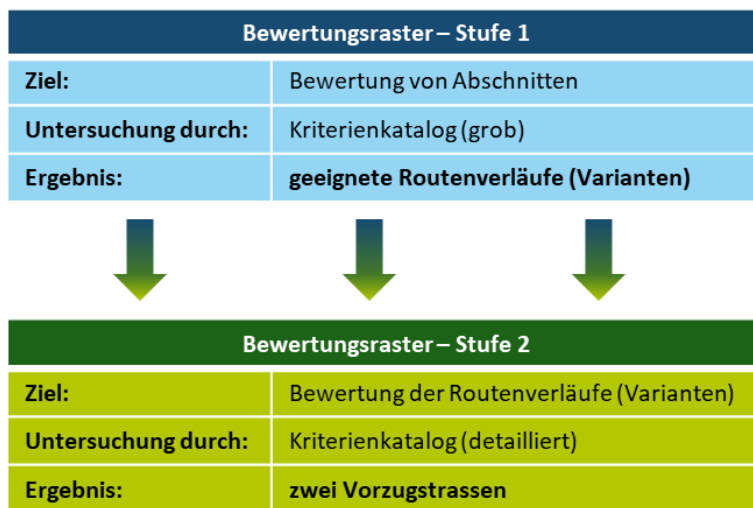 Bewertungsraster – Stufe 1
Ziel: Bewertung von Abschnitten
Untersuchung durch: Kriterienkatalog (grob)
Ergebnis: geeignete Routenverläufe (Varianten)
Bewertungsraster – Stufe 2
Ziel: Bewertung der Routenverläufe (Varianten)
Untersuchung durch: Kriterienkatalog (detailliert)
Ergebnis: zwei Vorzugstrassen